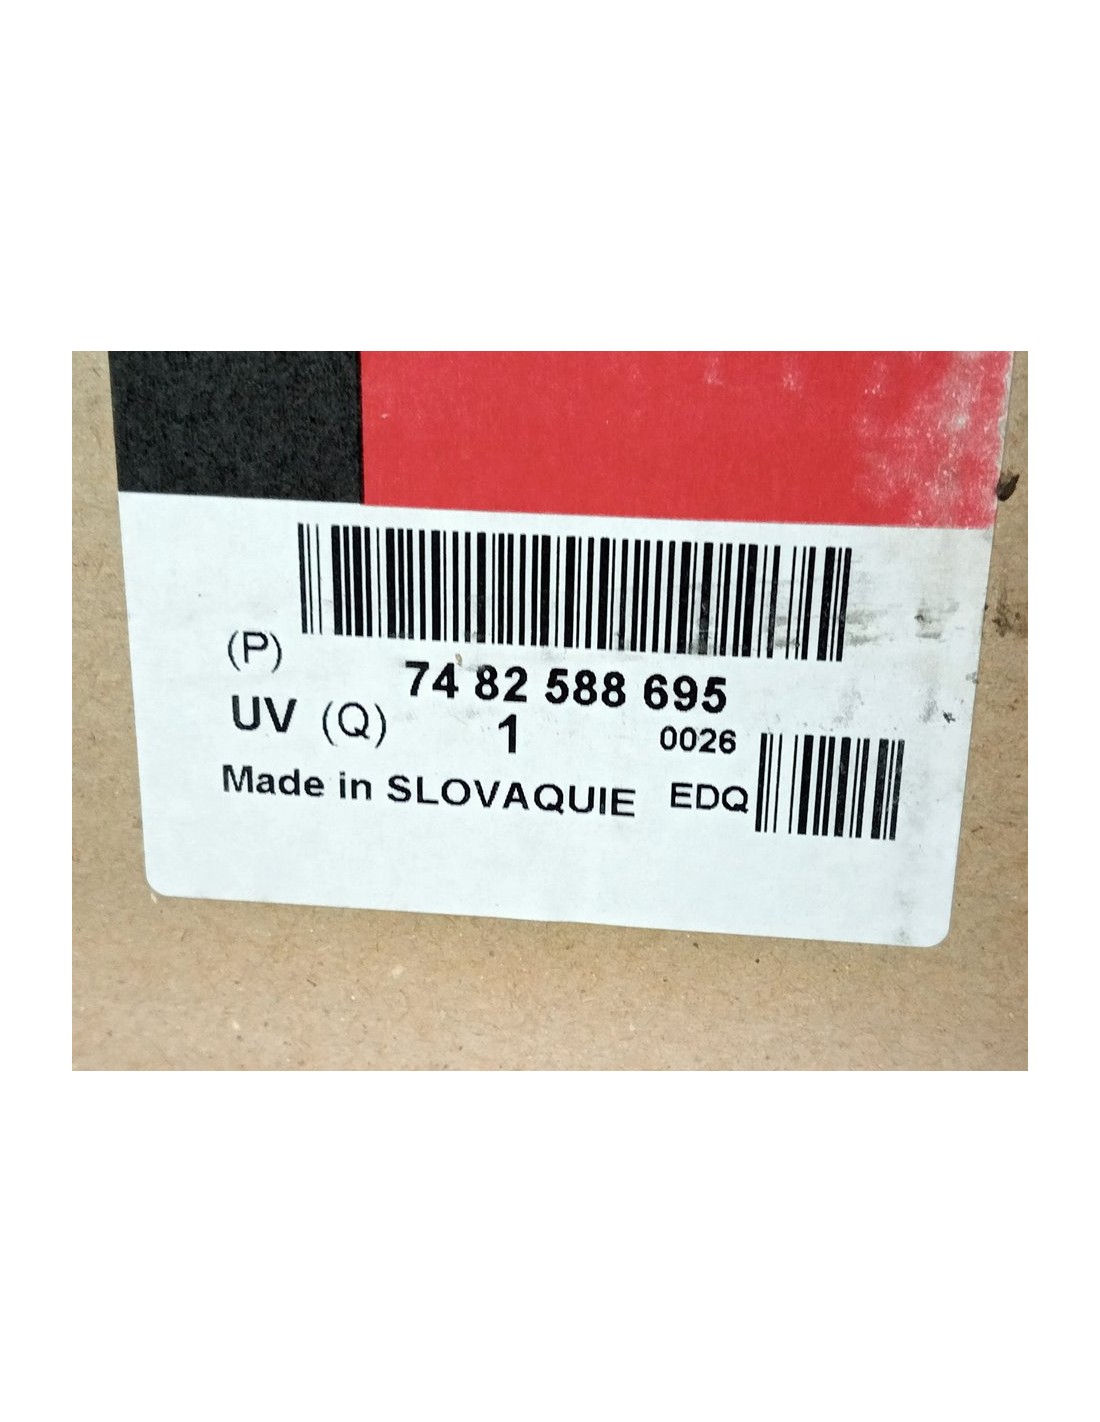 (P)
74 82 588 695
UV (Q) 1 0026
Made in SLOVAQUIE EDQ